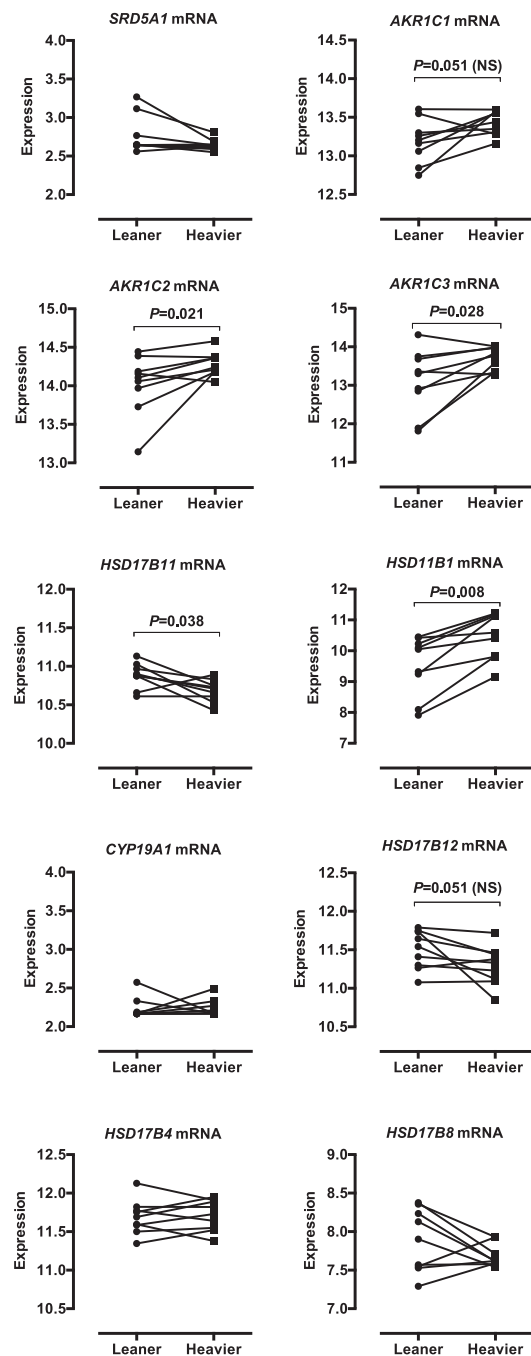 SRD5A1 mRNA
Expression
4.0
3.5
3.0
2.5
2.0
Leaner Heavier
AKR1C1 mRNA
P=0.051 (NS)
Expression
14.5
14.0
13.5
13.0
12.5
Leaner Heavier
AKR1C2 mRNA
P=0.021
Expression
15.0
14.5
14.0
13.5
13.0
Leaner Heavier
AKR1C3 mRNA
P=0.028
Expression
15
14
13
12
11
Leaner Heavier
HSD17B11 mRNA
P=0.038
Expression
12.0
11.5
11.0
10.5
10.0
Leaner Heavier
HSD11B1 mRNA
P=0.008
Expression
12
11
10
9
8
7
Leaner Heavier
CYP19A1 mRNA
Expression
4.0
3.5
3.0
2.5
2.0
Leaner Heavier
HSD17B12 mRNA
P=0.051 (NS)
Expression
12.5
12.0
11.5
11.0
10.5
Leaner Heavier
HSD17B4 mRNA
Expression
12.5
12.0
11.5
11.0
10.5
Leaner Heavier
HSD17B8 mRNA
Expression
9.0
8.5
8.0
7.5
7.0
Leaner Heavier